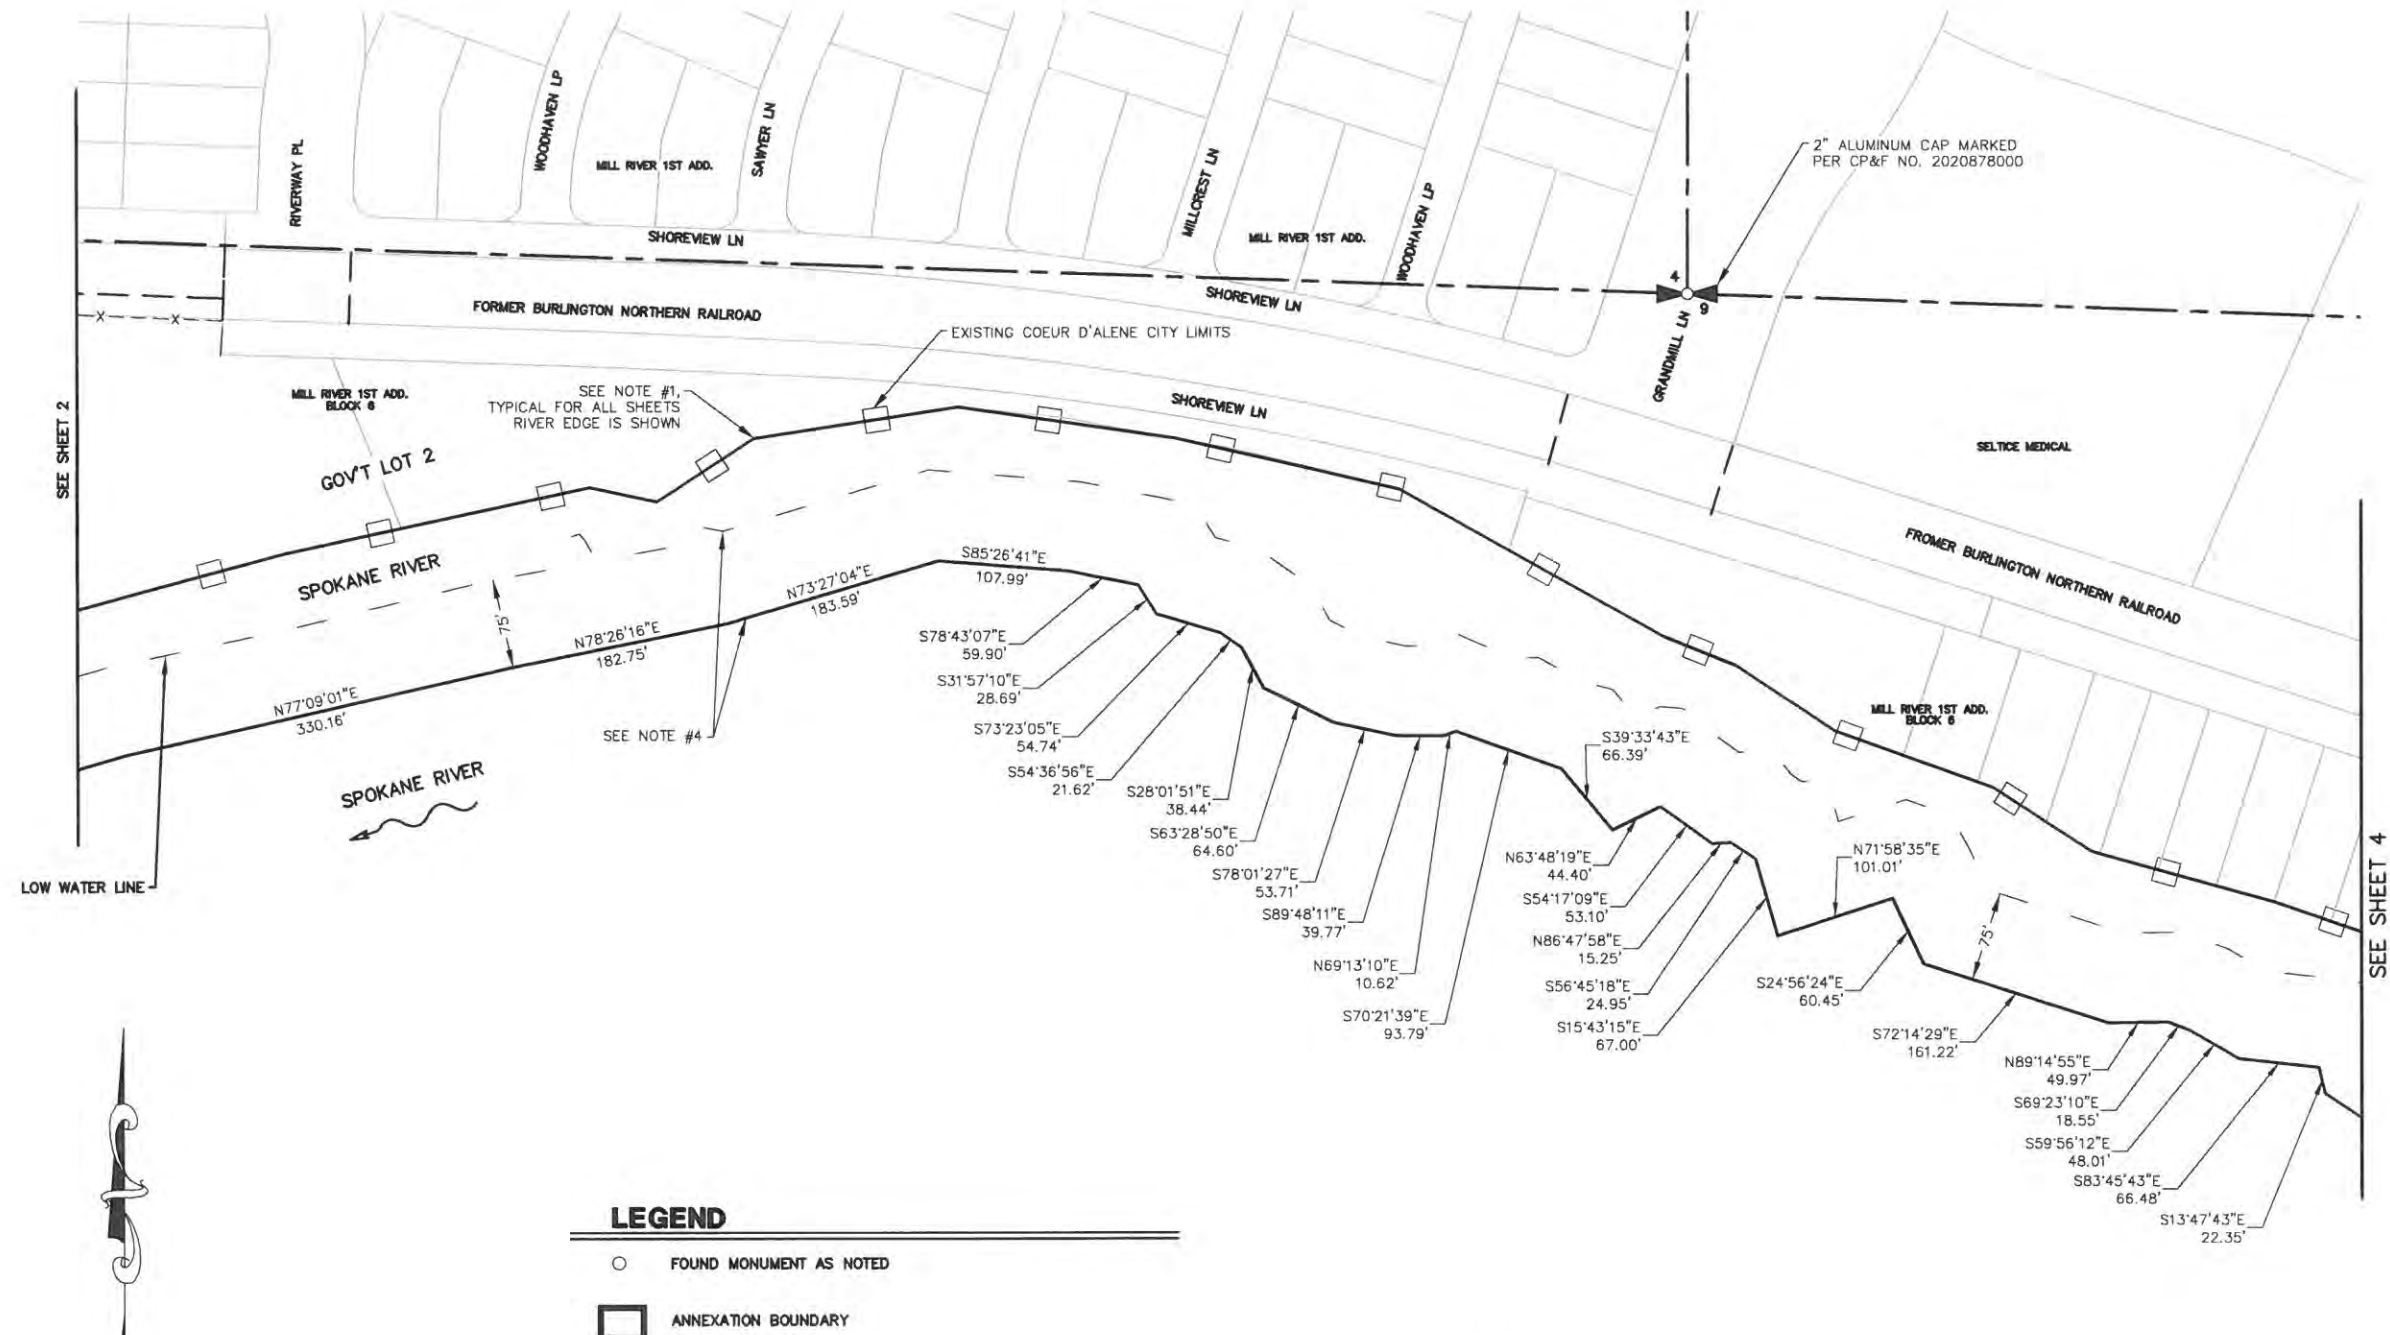 WOODHAVEN LP
SAWYER LN
RIVERWAY PL
MILL RIVER 1ST ADD.
MILLCREST LN
WOODHAVEN LP
2" ALUMINUM CAP MARKED
PER CP&F NO. 2020878000
SHOREVIEW LN
MILL RIVER 1ST ADD.
4
9
SHOREVIEW LN
FORMER BURLINGTON NORTHERN RAILROAD
X
X
EXISTING COEUR D'ALENE CITY LIMITS
GRANDMILL LN
SEE SHEET 2
MILL RIVER 1ST ADD.
BLOCK 6
SEE NOTE #1,
TYPICAL FOR ALL SHEETS
RIVER EDGE IS SHOWN
SHOREVIEW LN
GOV'T LOT 2
SELTICE MEDICAL
SPOKANE RIVER
FROMER BURLINGTON NORTHERN RAILROAD
S85°26'41"E
107.99'
N73°27'04"E
183.59'
75'
N78°26'16"E
182.75'
S78°43'07"E
59.90'
S31°57'10"E
28.69'
N77°09'01"E
330.16'
SEE NOTE #4
S73°23'05"E
54.74'
S54°36'56"E
21.62'
S28°01'51"E
38.44'
S63°28'50"E
64.60'
S39°33'43"E
66.39'
MILL RIVER 1ST ADD.
BLOCK 6
SPOKANE RIVER
LOW WATER LINE
S78°01'27"E
53.71'
S89°48'11"E
39.77'
N69°13'10"E
10.62'
S70°21'39"E
93.79'
N63°48'19"E
44.40'
S54°17'09"E
53.10'
N86°47'58"E
15.25'
S56°45'18"E
24.95'
S15°43'15"E
67.00'
N71°58'35"E
101.01'
S24°56'24"E
60.45'
75'
SEE SHEET 4
S72°14'29"E
161.22'
N89°14'55"E
49.97'
S69°23'10"E
18.55'
S59°56'12"E
48.01'
S83°45'43"E
66.48'
S13°47'43"E
22.35'
LEGEND
FOUND MONUMENT AS NOTED
ANNEXATION BOUNDARY